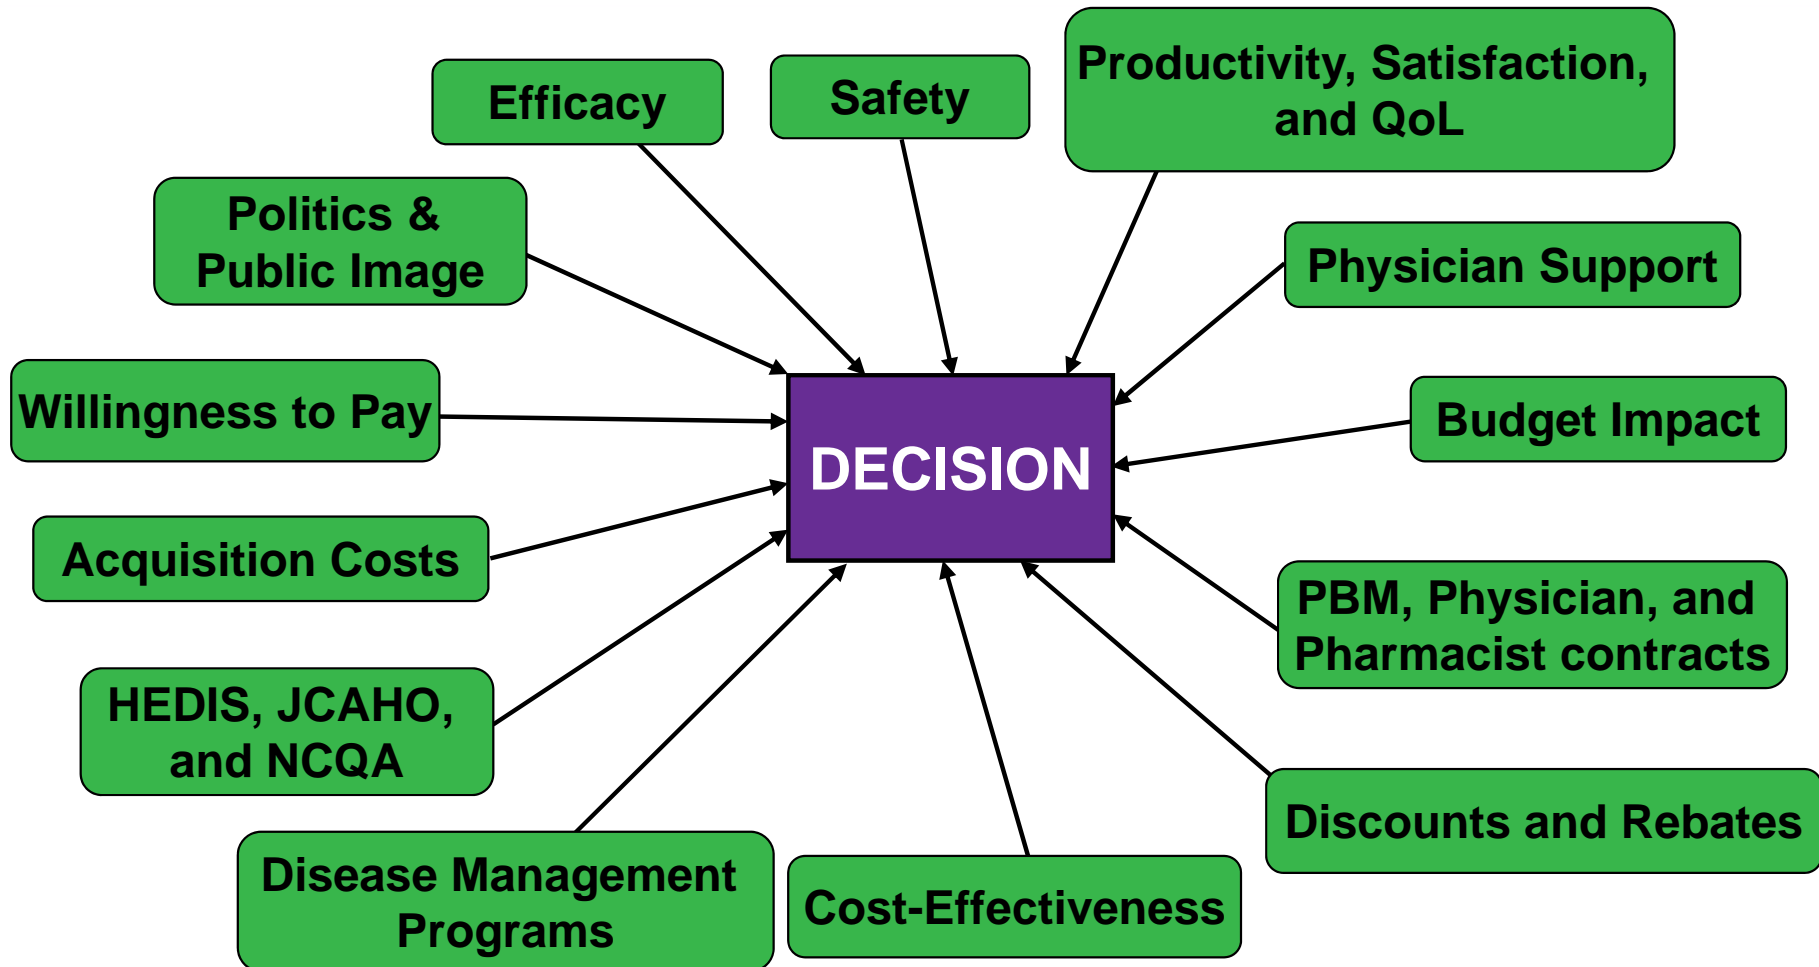 Efficacy
Safety
Productivity, Satisfaction,
and QoL
Politics &
Public Image
Physician Support
Willingness to Pay
Budget Impact
DECISION
Acquisition Costs
PBM, Physician, and
Pharmacist contracts
HEDIS, JCAHO,
and NCQA
Discounts and Rebates
Disease Management
Programs
Cost-Effectiveness